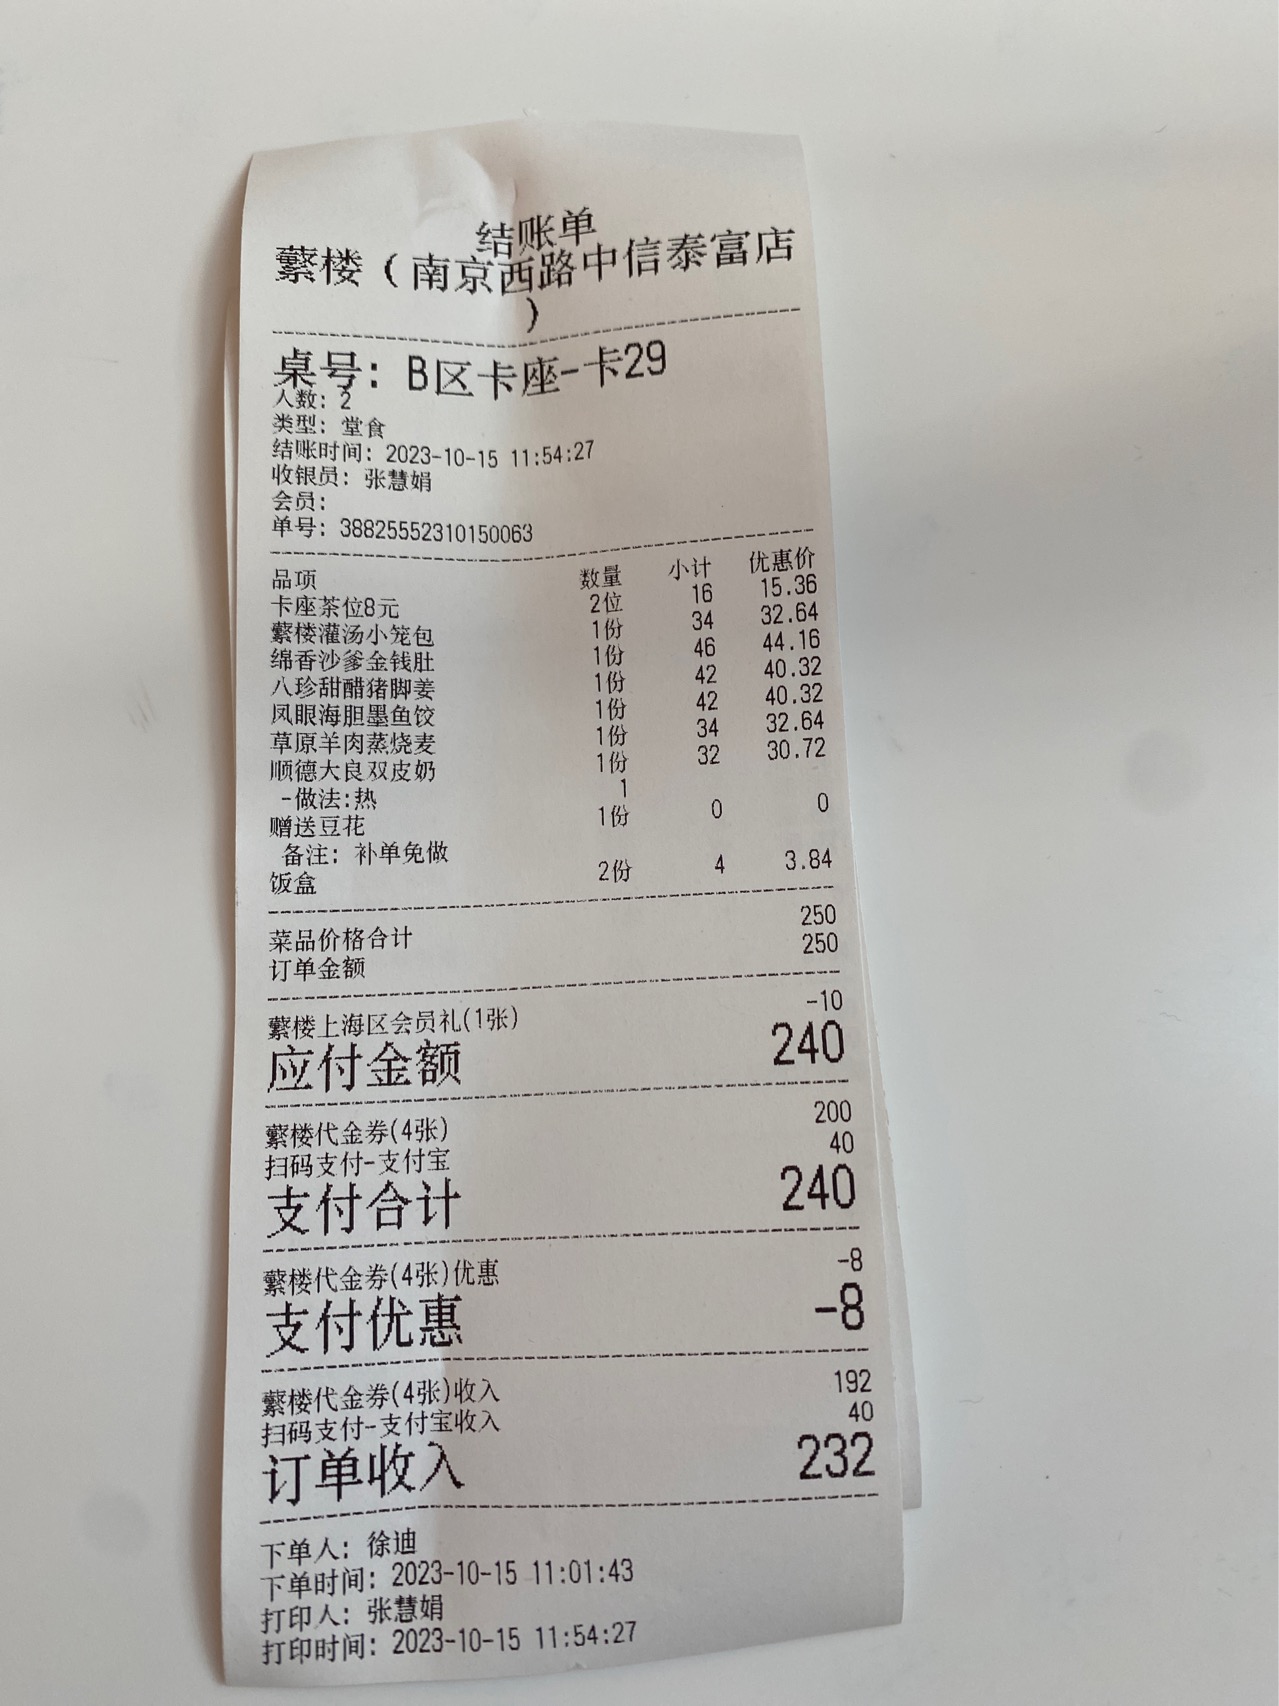 结账单
蘩楼（南京西路中信泰富店
）
桌号: B区卡座-卡29
人数: 2
类型: 堂食
结账时间: 2023-10-15 11:54:27
收银员: 张慧娟
会员:
单号: 38825552310150063
品项 数量 小计 优惠价
卡座茶位8元 2位 16 15.36
蘩楼灌汤小笼包 1份 34 32.64
绵香沙爹金钱肚 1份 46 44.16
八珍甜醋猪脚姜 1份 42 40.32
凤眼海胆墨鱼饺 1份 42 40.32
草原羊肉蒸烧麦 1份 34 32.64
顺德大良双皮奶 1份 32 30.72
-做法:热 1
赠送豆花 1份 0 0
备注: 补单免做
饭盒 2份 4 3.84
菜品价格合计 250
订单金额 250
蘩楼上海区会员礼(1张) -10
应付金额 240
蘩楼代金券(4张) 200
扫码支付-支付宝 40
支付合计 240
蘩楼代金券(4张)优惠 -8
支付优惠 -8
蘩楼代金券(4张)收入 192
扫码支付-支付宝收入 40
订单收入 232
下单人: 徐迪
下单时间: 2023-10-15 11:01:43
打印人: 张慧娟
打印时间: 2023-10-15 11:54:27